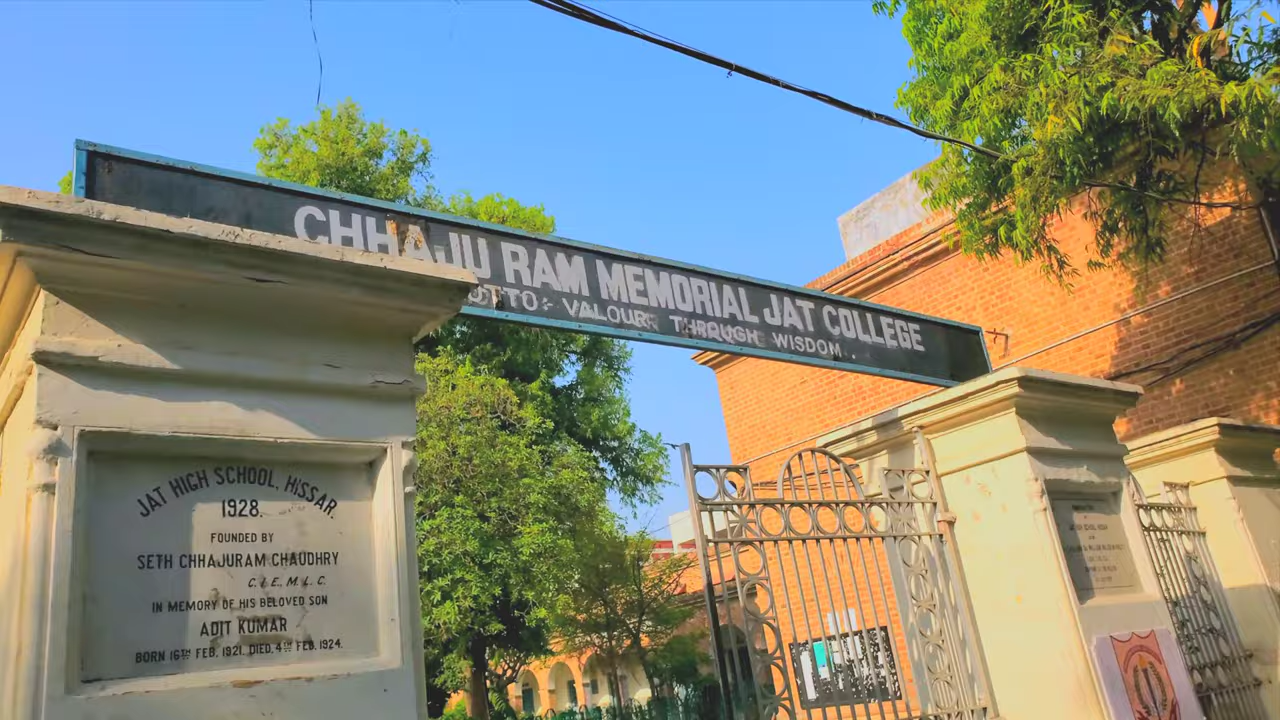 CHHAJU RAM MEMORIAL JAT COLLEGE
OTTO:- VALOUR THROUGH WISDOM.
JAT HIGH SCHOOL, HISSAR.
1928.
FOUNDED BY
SETH CHHAJURAM CHAUDHRY
C.I.E. M.L.C.
IN MEMORY OF HIS BELOVED SON
ADIT KUMAR
BORN 16TH FEB. 1921. DIED. 4TH FEB. 1924.